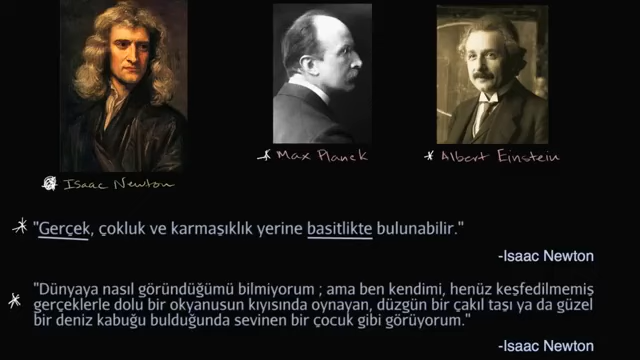 Isaac Newton
Max Planck
Albert Einstein
"Gerçek, çokluk ve karmaşıklık yerine basitlikte bulunabilir."
-Isaac Newton
"Dünyaya nasıl göründüğümü bilmiyorum ; ama ben kendimi, henüz keşfedilmemiş
gerçeklerle dolu bir okyanusun kıyısında oynayan, düzgün bir çakıl taşı ya da güzel
bir deniz kabuğu bulduğunda sevinen bir çocuk gibi görüyorum."
-Isaac Newton